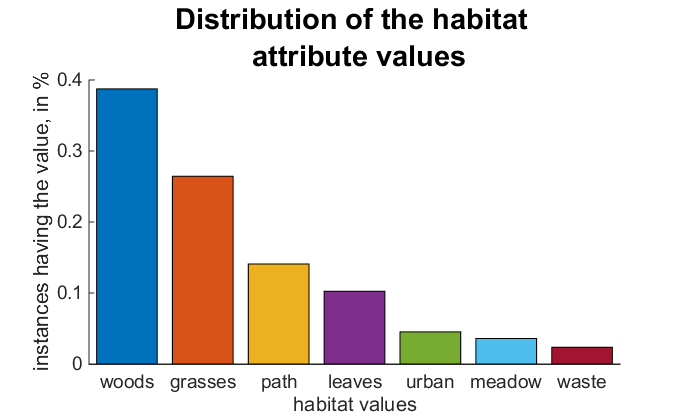 Distribution of the habitat
attribute values
instances having the value, in %
0.4
0.3
0.2
0.1
0
woods grasses path leaves urban meadow waste
habitat values